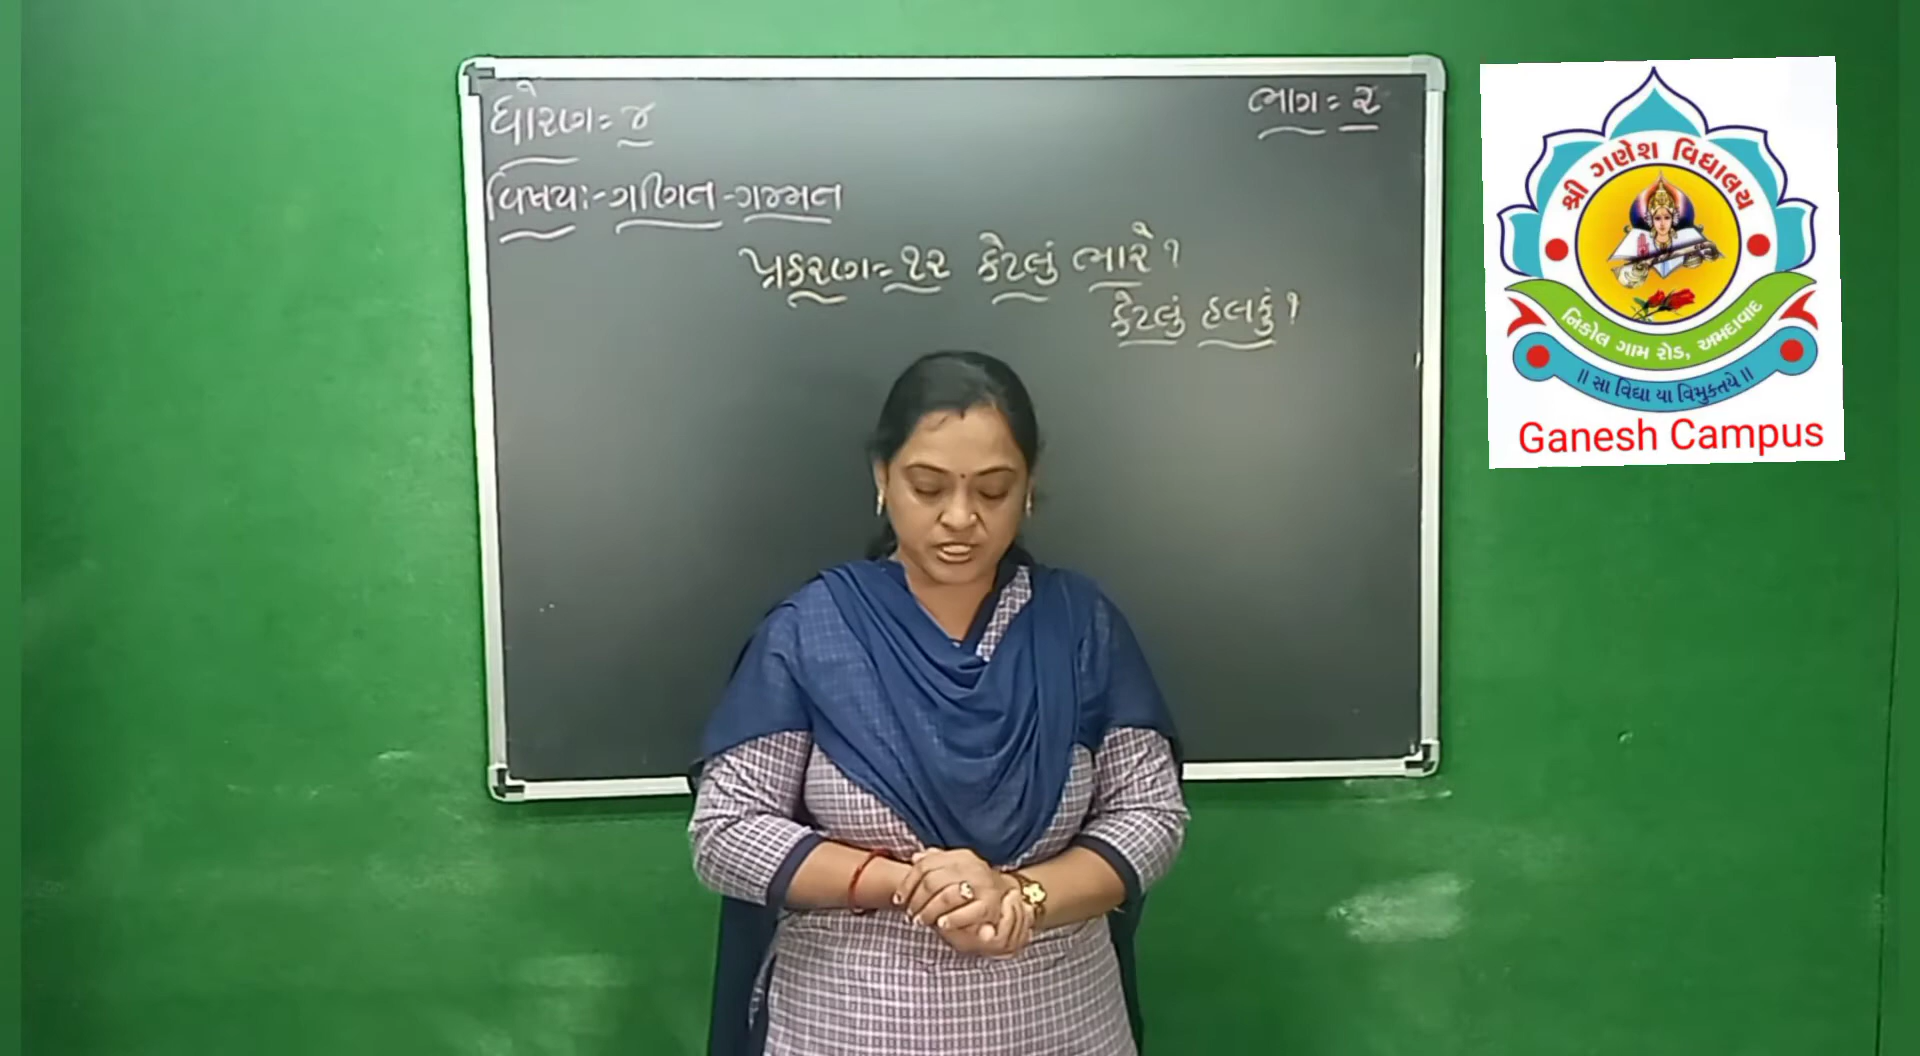 ધોરણ = ૪
ભાગ = ૨
વિષય:- ગણિત - ગમ્મત
પ્રકરણ = ૧૨ કેટલું ભારે?
કેટલું હલકું?
શ્રી ગણેશ વિદ્યાલય
નિકોલ ગામ રોડ, અમદાવાદ
॥ સા વિદ્યા યા વિમુક્તયે ॥
Ganesh Campus